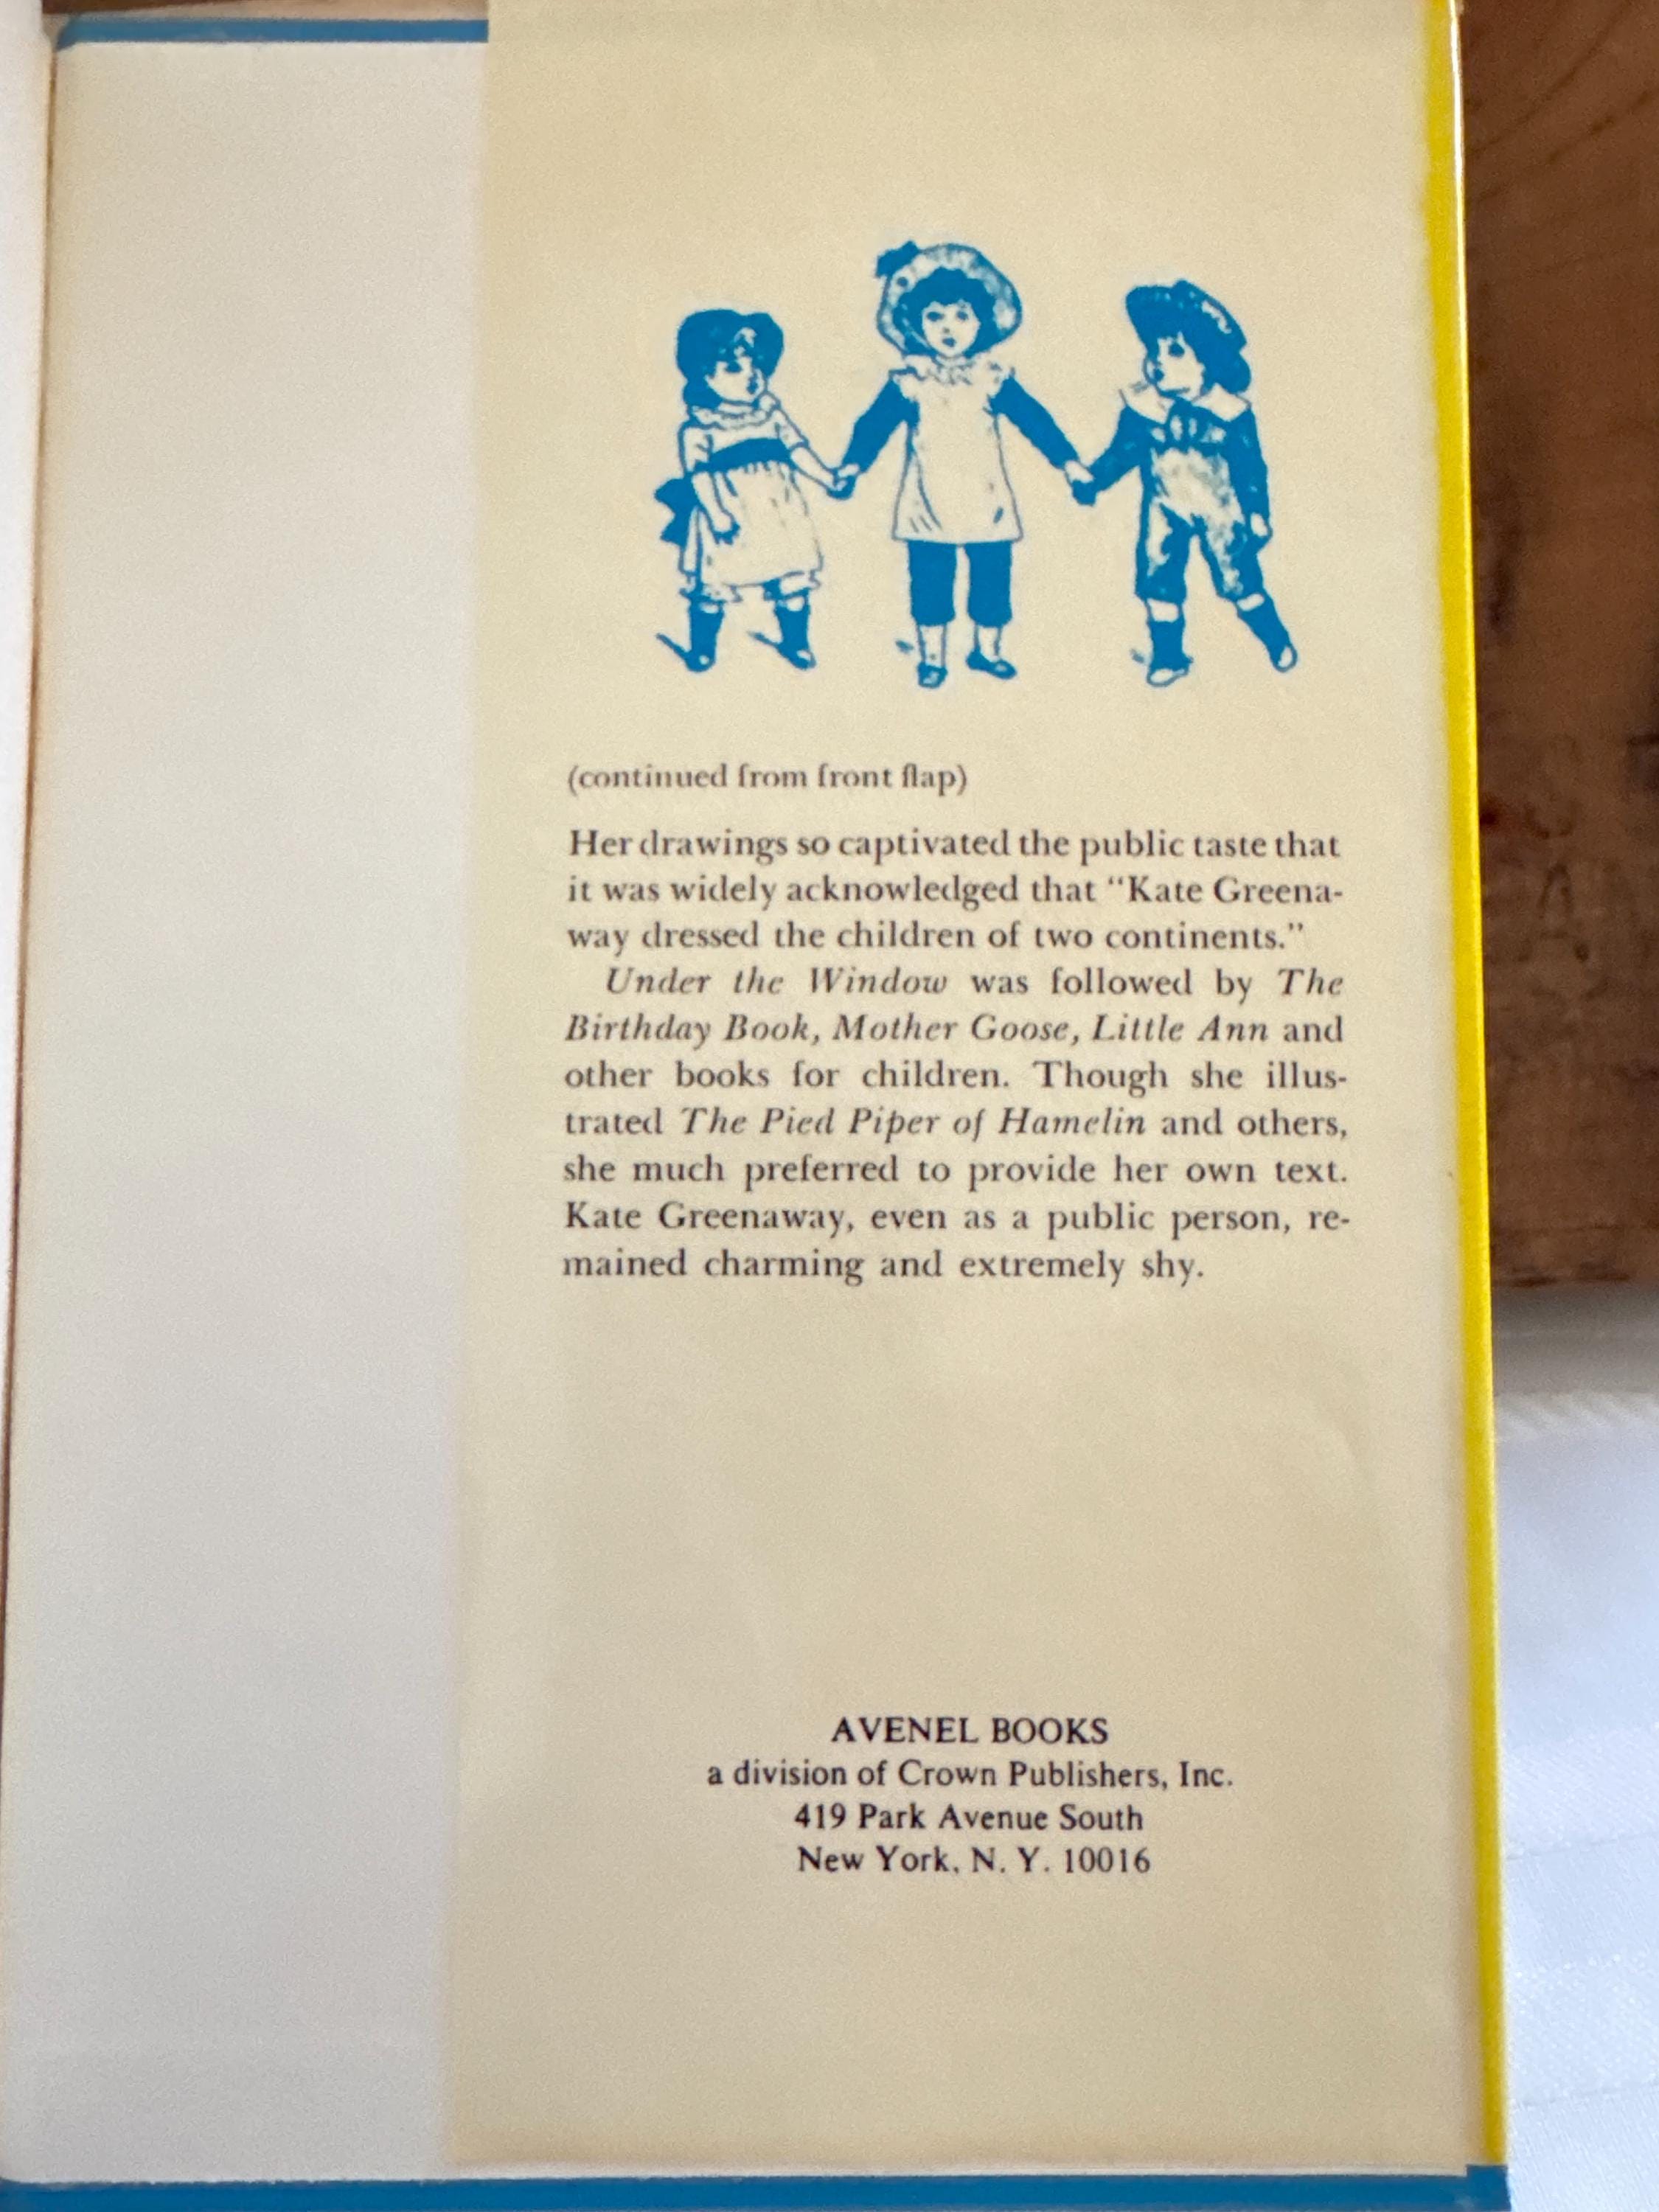 (continued from front flap)
Her drawings so captivated the public taste that
it was widely acknowledged that “Kate Greena-
way dressed the children of two continents.”
Under the Window was followed by The
Birthday Book, Mother Goose, Little Ann and
other books for children. Though she illus-
trated The Pied Piper of Hamelin and others,
she much preferred to provide her own text.
Kate Greenaway, even as a public person, re-
mained charming and extremely shy.
AVENEL BOOKS
a division of Crown Publishers, Inc.
419 Park Avenue South
New York, N. Y. 10016